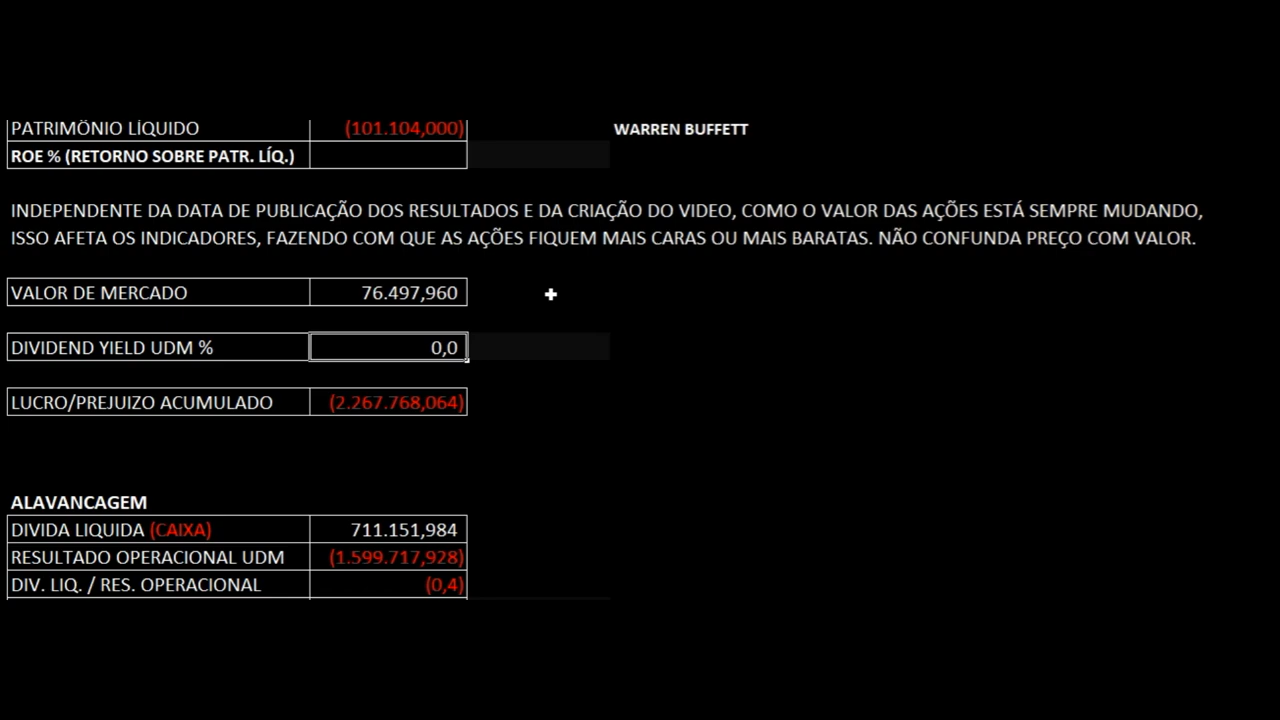 PATRIMÔNIO LÍQUIDO (101.104,000) WARREN BUFFETT
ROE % (RETORNO SOBRE PATR. LÍQ.)
INDEPENDENTE DA DATA DE PUBLICAÇÃO DOS RESULTADOS E DA CRIAÇÃO DO VIDEO, COMO O VALOR DAS AÇÕES ESTÁ SEMPRE MUDANDO,
ISSO AFETA OS INDICADORES, FAZENDO COM QUE AS AÇÕES FIQUEM MAIS CARAS OU MAIS BARATAS. NÃO CONFUNDA PREÇO COM VALOR.
VALOR DE MERCADO 76.497,960
DIVIDEND YIELD UDM % 0,0
LUCRO/PREJUIZO ACUMULADO (2.267.768,064)
ALAVANCAGEM
DIVIDA LIQUIDA (CAIXA) 711.151,984
RESULTADO OPERACIONAL UDM (1.599.717,928)
DIV. LIQ. / RES. OPERACIONAL (0,4)